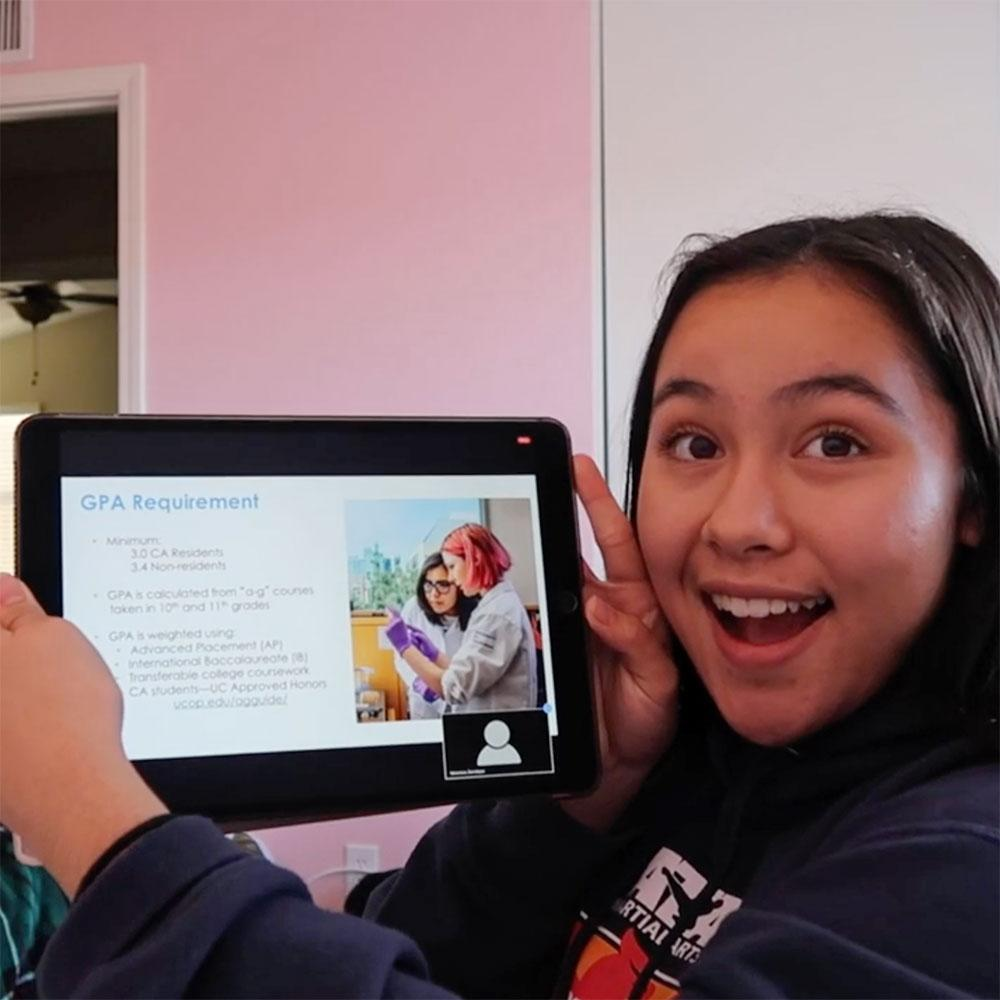 GPA Requirement
• Minimum:
3.0 CA Residents
3.4 Non-residents
• GPA is calculated from "a-g" courses
taken in 10th and 11th grades
• GPA is weighted using:
• Advanced Placement (AP)
• International Baccalaureate (IB)
• Transferable college coursework
CA students—UC Approved Honors
ucop.edu/agguide/
ATA
MARTIAL ARTS